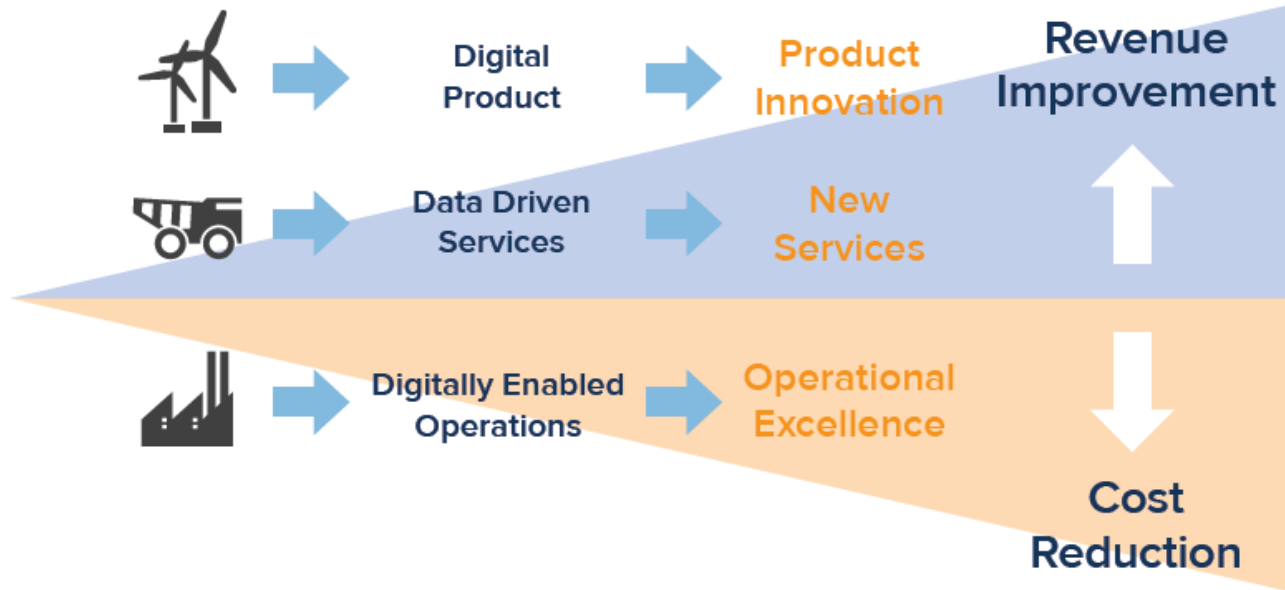 Digital
Product
Product
Innovation
Revenue
Improvement
Data Driven
Services
New
Services
Digitally Enabled
Operations
Operational
Excellence
Cost
Reduction